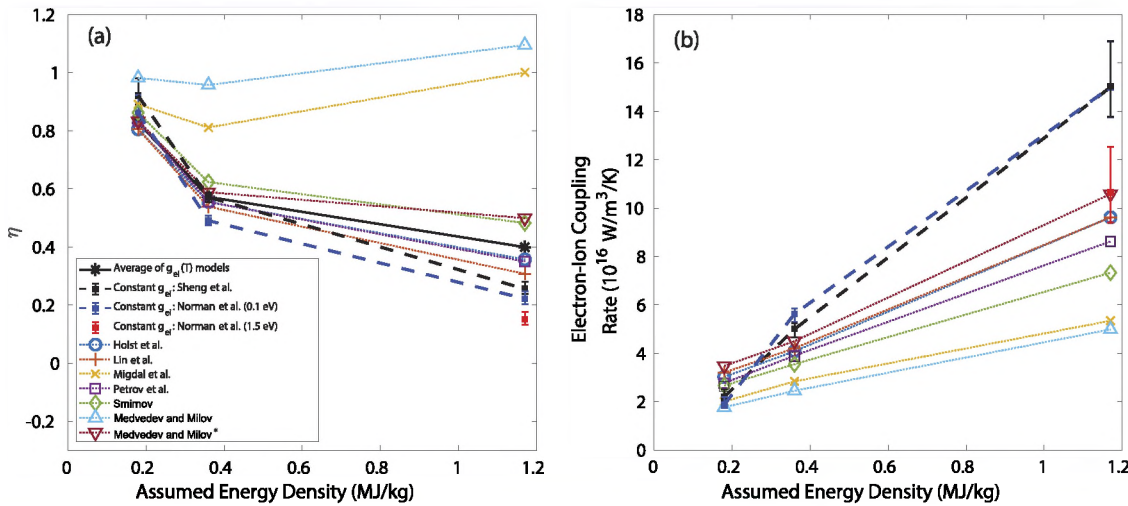 (a)
1.2
1
0.8
0.6
0.4
0.2
0
-0.2
η
Average of gei (T) models
Constant gei: Sheng et al.
Constant gei: Norman et al. (0.1 eV)
Constant gei: Norman et al. (1.5 eV)
Holst et al.
Lin et al.
Migdal et al.
Petrov et al.
Smirnov
Medvedev and Milov
Medvedev and Milov*
0 0.2 0.4 0.6 0.8 1 1.2
Assumed Energy Density (MJ/kg)
(b)
18
16
14
12
10
8
6
4
2
0
Electron-Ion Coupling
Rate (10^16 W/m^3/K)
0 0.2 0.4 0.6 0.8 1 1.2
Assumed Energy Density (MJ/kg)